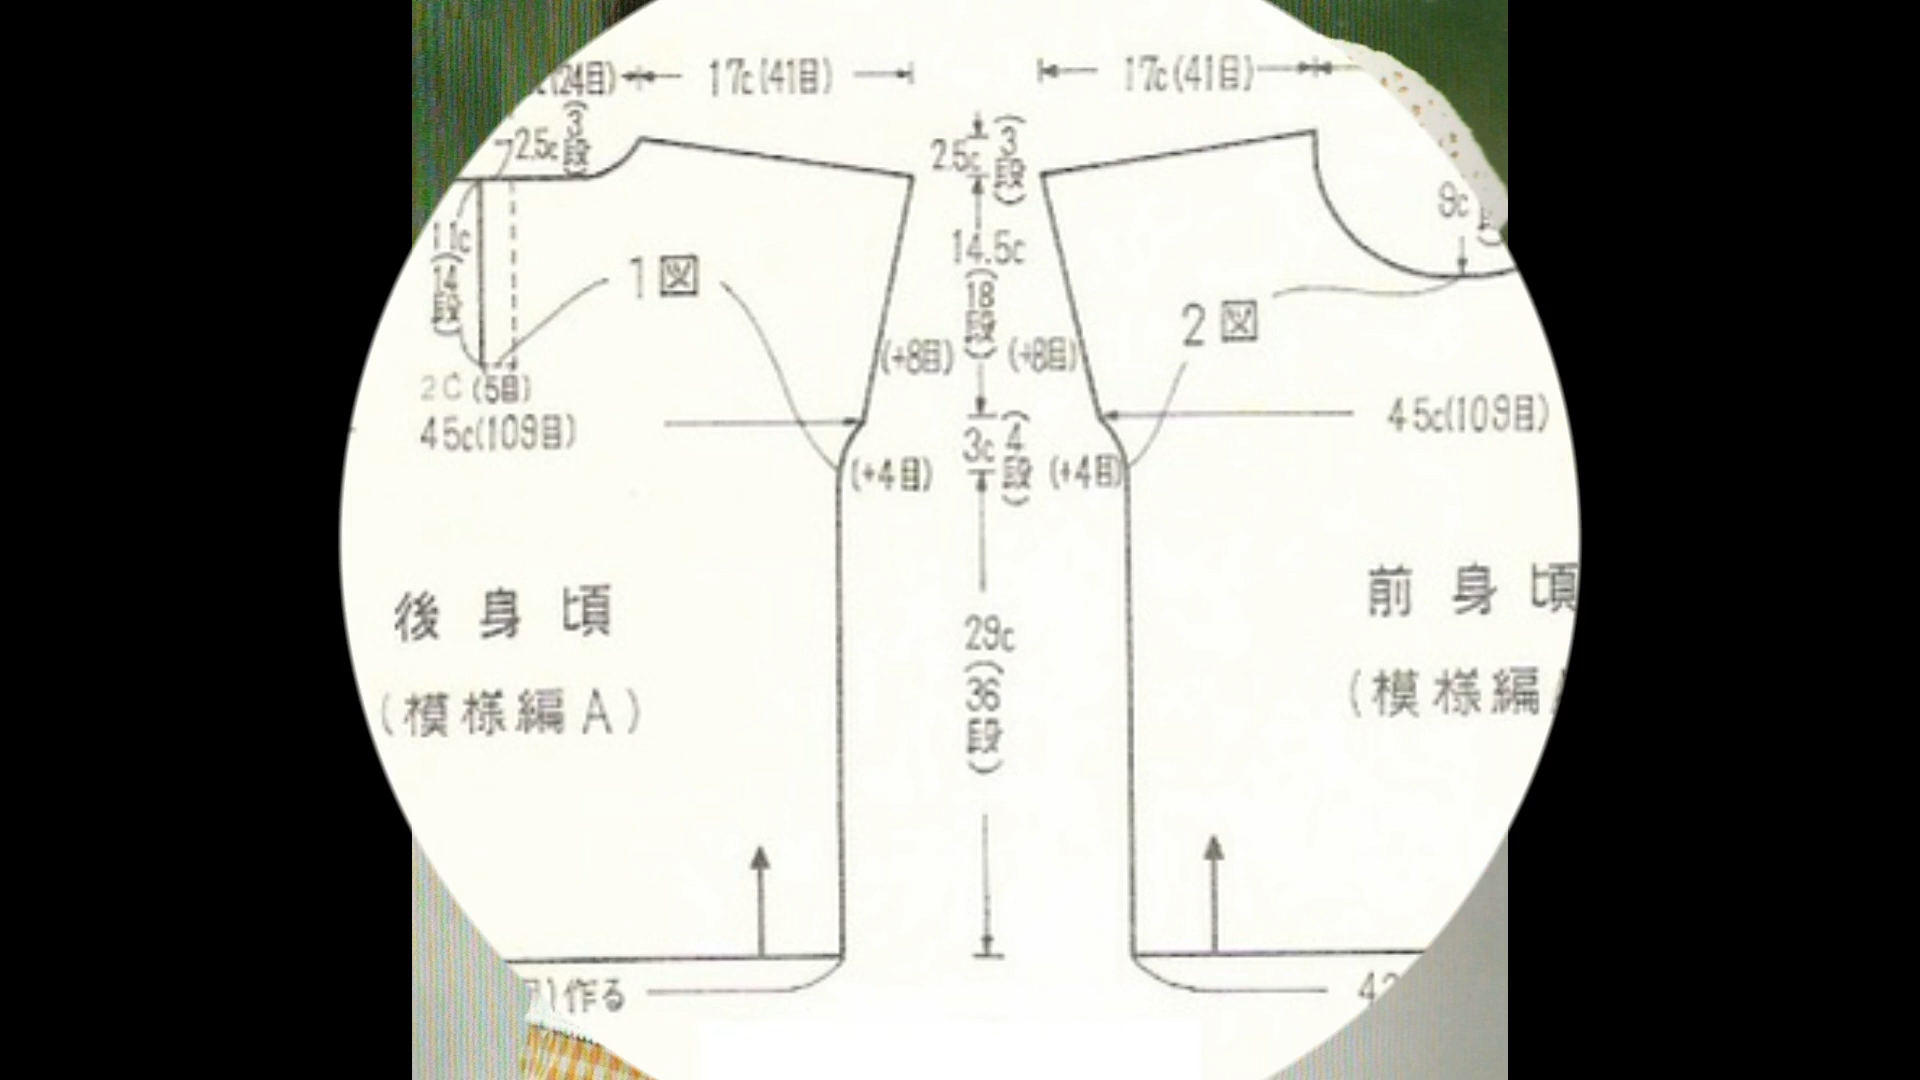 (24目)
17c(41目)
17c(41目)
2.5c
(3段)
2.5c
(3段)
9c
11c
(14段)
1図
14.5c
(18段)
2図
(+8目)
(+8目)
2C (5目)
45c(109目)
45c(109目)
3c
(4段)
(+4目)
(+4目)
後身頃
前身頃
(模様編A)
(模様編
29c
(36段)
作る